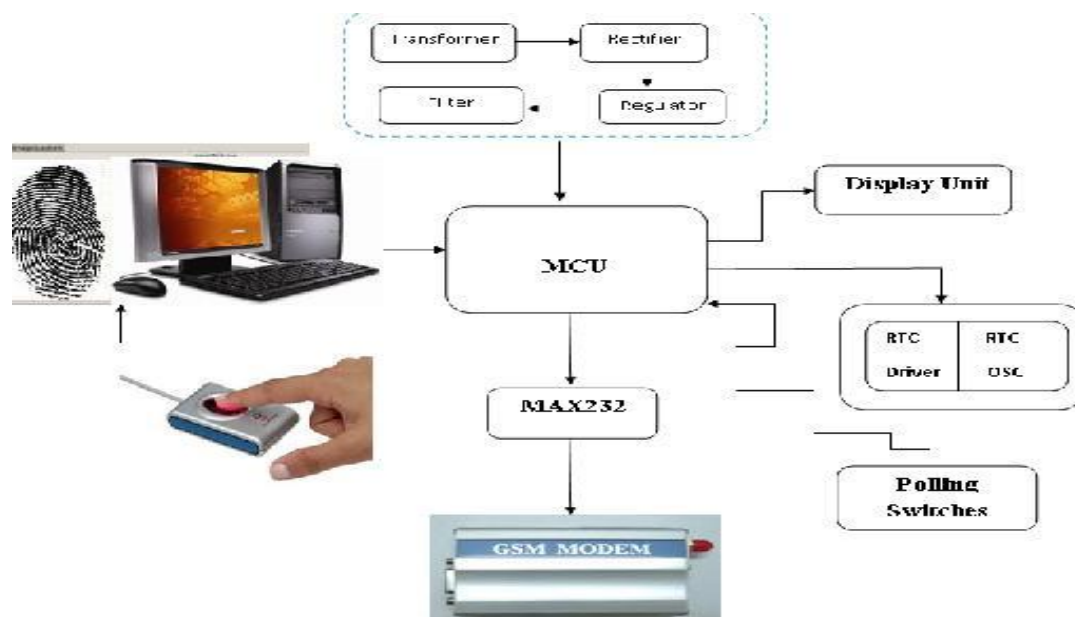 Transformer
Rectifier
Filter
Regulator
Display Unit
MCU
RTC
RTC
Driver
OSC
MAX232
Polling
Switches
GSM MODEM